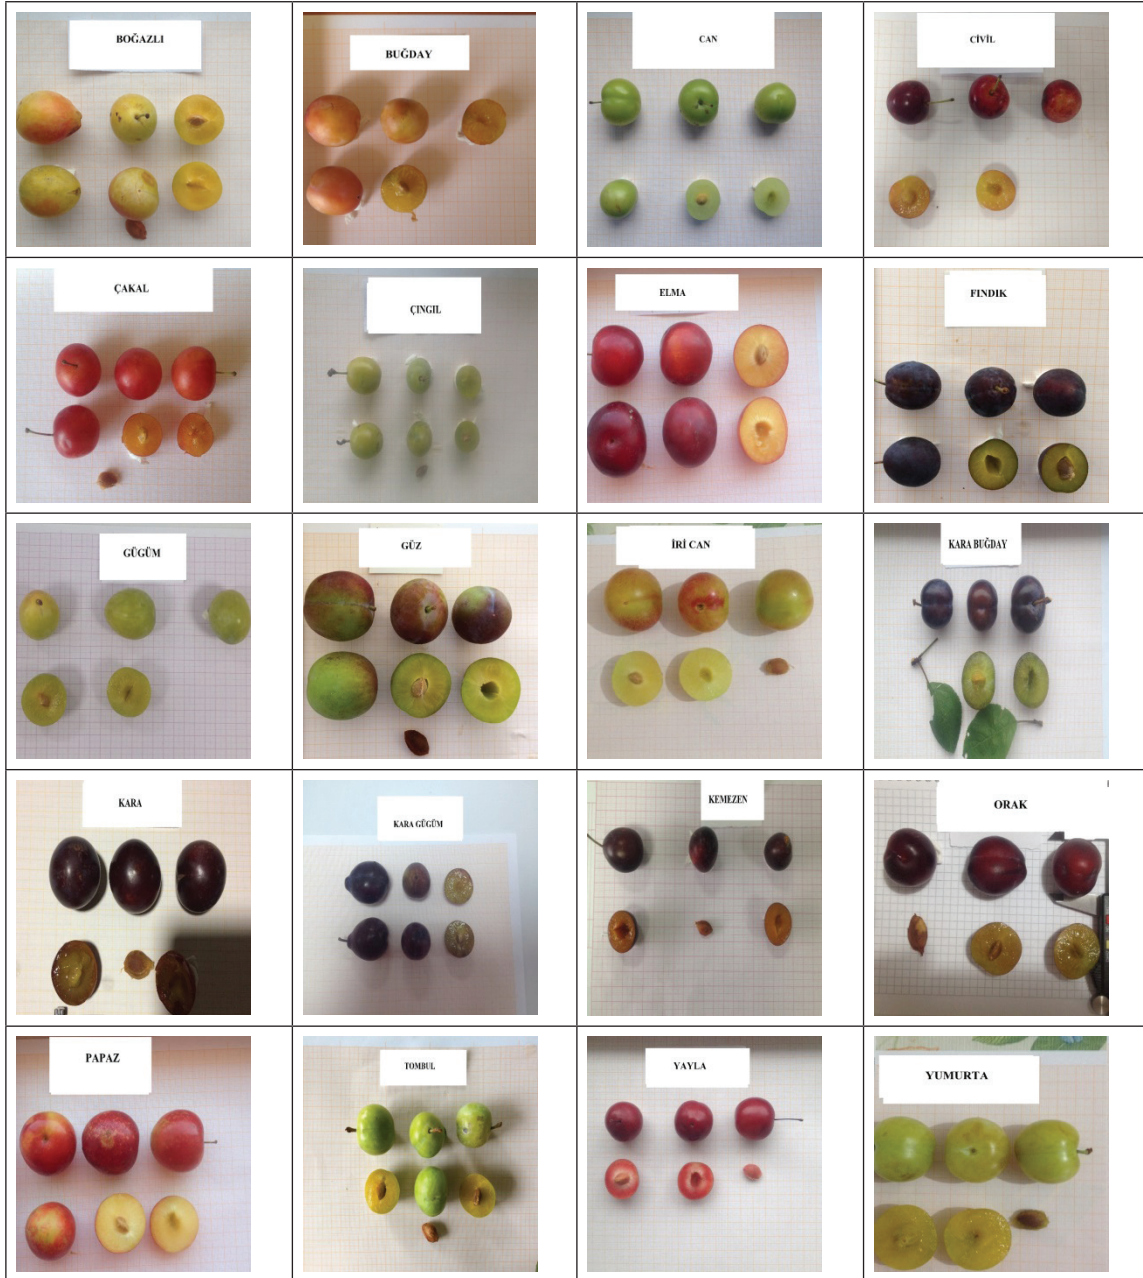 BOĞAZLI
BUĞDAY
CAN
CİVİL
ÇAKAL
ÇINGIL
ELMA
FINDIK
GÜGÜM
GÜZ
İRİ CAN
KARA BUĞDAY
KARA
KARA GÜGÜM
KEMEZEN
ORAK
PAPAZ
TOMBUL
YAYLA
YUMURTA